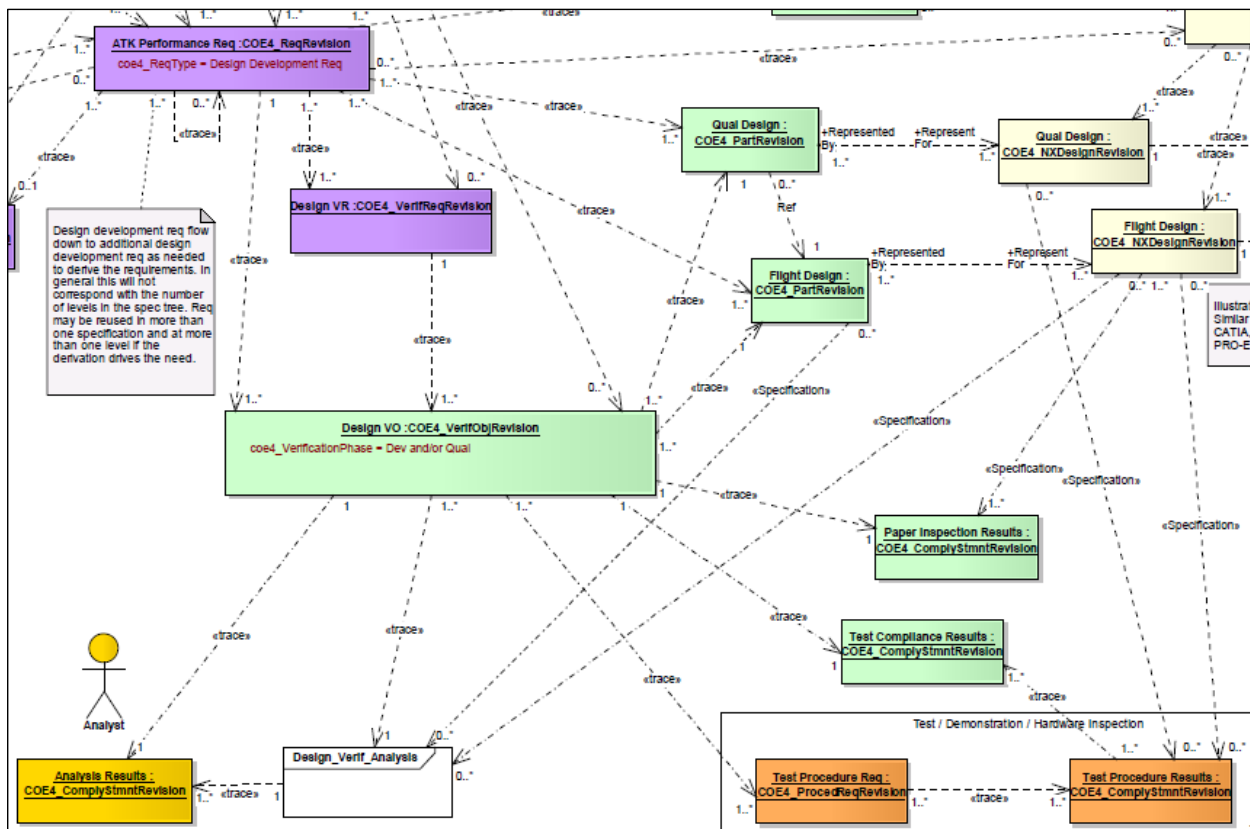 ATK Performance Req :COE4_ReqRevision
coe4_ReqType = Design Development Req
«trace»
1..*
1..*
0..*
0..*
1..*
1..*
1..*
0..*
1..*
1
1..*
1..*
«trace»
«trace»
«trace»
«trace»
«trace»
«trace»
«trace»
0..1
1..*
0..*
Design VR :COE4_VerifReqRevision
1
Design development req flow
down to additional design
development req as needed
to derive the requirements. In
general this will not
correspond with the number
of levels in the spec tree. Req
may be reused in more than
one specification and at more
than one level if the
derivation drives the need.
«trace»
«trace»
1..*
Qual Design :
COE4_PartRevision
1
0..*
Ref
1
+Represented
By
1..*
+Represent
For
1..*
Qual Design :
COE4_NXDesignRevision
1
0..*
1..*
«trace»
«trace»
«trace»
1..*
Flight Design :
COE4_PartRevision
1..*
1
0..*
+Represented
By
1..*
+Represent
For
1..*
Flight Design :
COE4_NXDesignRevision
1
0..*
1..*
0..*
Illustrat
Similar
CATIA,
PRO-E
«trace»
«trace»
«trace»
1..*
1..*
0..*
1..*
1..*
Design VO :COE4_VerifObjRevision
coe4_VerificationPhase = Dev and/or Qual
«Specification»
«Specification»
«Specification»
«Specification»
«Specification»
1
1..*
1..*
1
1
«trace»
1
1..*
Paper Inspection Results :
COE4_ComplyStmntRevision
«trace»
«trace»
«trace»
«trace»
1
Test Compliance Results :
COE4_ComplyStmntRevision
1..*
«trace»
Analyst
1
Analysis Results :
COE4_ComplyStmntRevision
1..*
«trace»
1
1
0..*
0..*
Design_Verif_Analysis
Test / Demonstration / Hardware Inspection
1..*
0..*
0..*
1..*
Test Procedure Req :
COE4_ProcedReqRevision
1..*
«trace»
1..*
Test Procedure Results :
COE4_ComplyStmntRevision